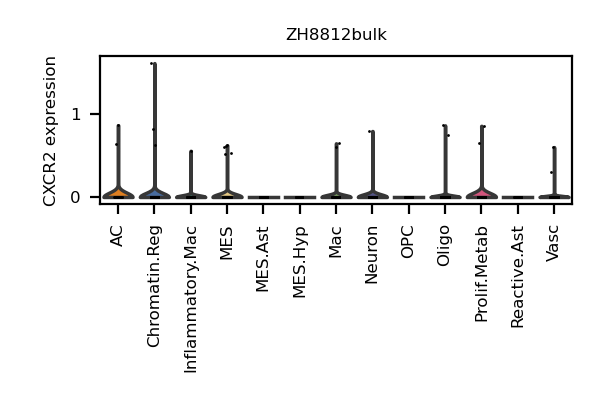 ZH8812bulk
CXCR2 expression
1
0
AC
Chromatin.Reg
Inflammatory.Mac
MES
MES.Ast
MES.Hyp
Mac
Neuron
OPC
Oligo
Prolif.Metab
Reactive.Ast
Vasc